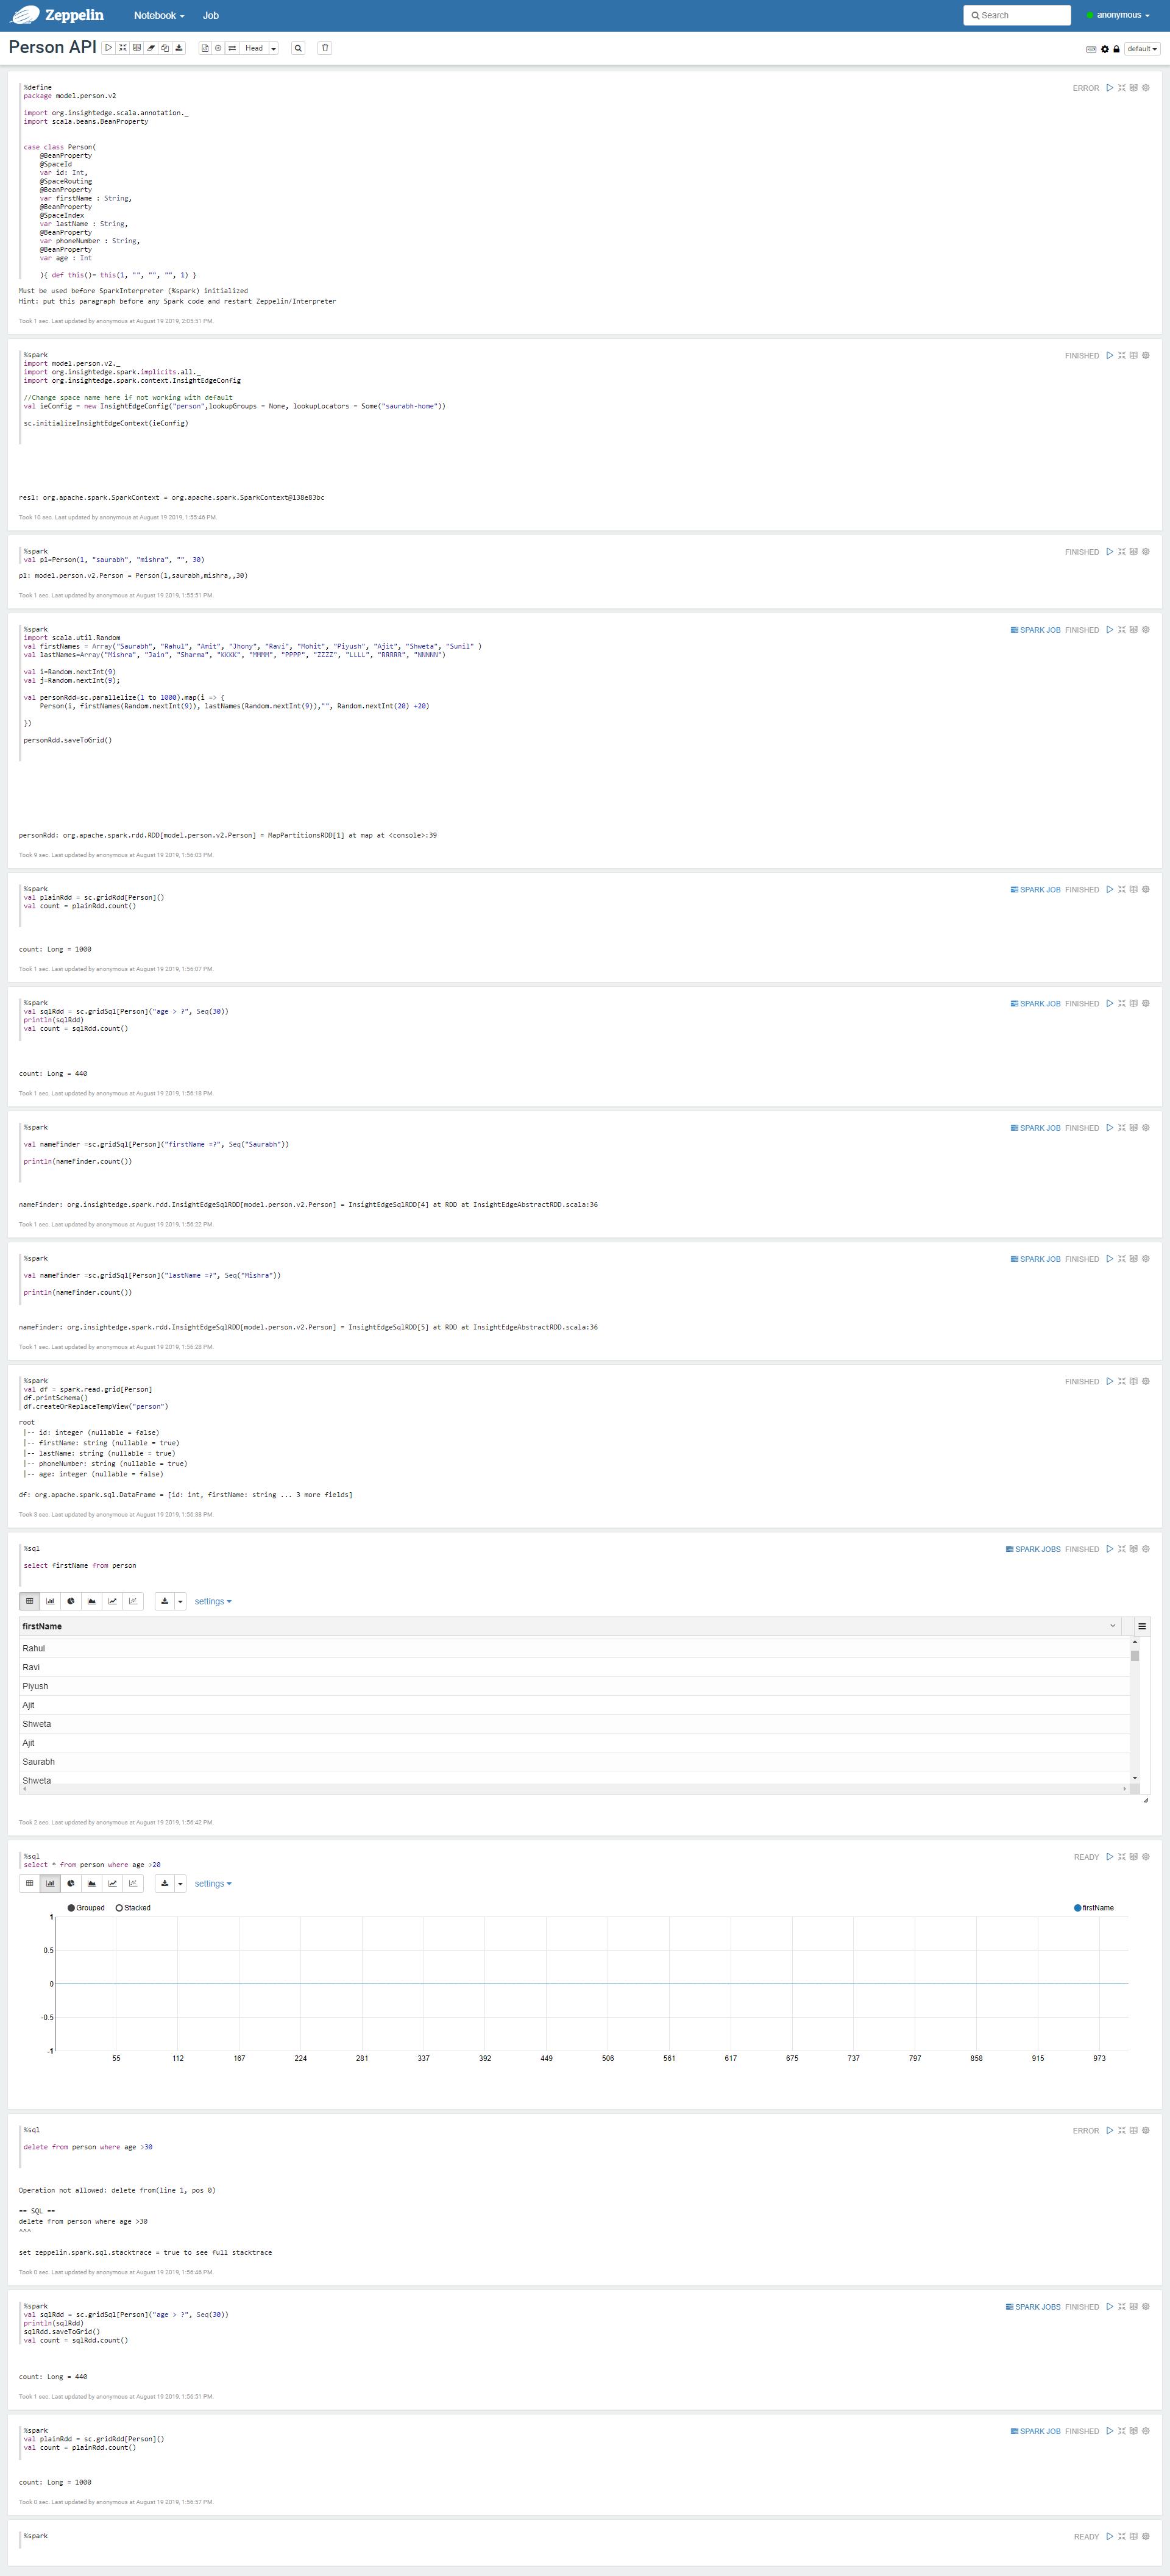 Zeppelin Notebook Job Search anonymous
Person API Head default
%define ERROR
package model.person.v2
import org.insightedge.scala.annotation._
import scala.beans.BeanProperty
case class Person(
@BeanProperty
@SpaceId
var id: Int,
@SpaceRouting
@BeanProperty
var firstName : String,
@BeanProperty
@SpaceIndex
var lastName : String,
@BeanProperty
var phoneNumber : String,
@BeanProperty
var age : Int
){ def this()= this(1, "", "", "", 1) }
Must be used before SparkInterpreter (%spark) initialized
Hint: put this paragraph before any Spark code and restart Zeppelin/Interpreter
Took 1 sec. Last updated by anonymous at August 19 2019, 2:05:51 PM.
%spark FINISHED
import model.person.v2._
import org.insightedge.spark.implicits.all._
import org.insightedge.spark.context.InsightEdgeConfig
//Change space name here if not working with default
val ieConfig = new InsightEdgeConfig("person",lookupGroups = None, lookupLocators = Some("saurabh-home"))
sc.initializeInsightEdgeContext(ieConfig)
res1: org.apache.spark.SparkContext = org.apache.spark.SparkContext@138e83bc
Took 10 sec. Last updated by anonymous at August 19 2019, 1:55:46 PM.
%spark FINISHED
val p1=Person(1, "saurabh", "mishra", "", 30)
p1: model.person.v2.Person = Person(1,saurabh,mishra,,30)
Took 1 sec. Last updated by anonymous at August 19 2019, 1:55:51 PM.
%spark SPARK JOB FINISHED
import scala.util.Random
val firstNames = Array("Saurabh", "Rahul", "Amit", "Jhony", "Ravi", "Mohit", "Piyush", "Ajit", "Shweta", "Sunil" )
val lastNames=Array("Mishra", "Jain", "Sharma", "KKKK", "MMMM", "PPPP", "ZZZZ", "LLLL", "RRRRR", "NNNNN")
val i=Random.nextInt(9)
val j=Random.nextInt(9);
val personRdd=sc.parallelize(1 to 1000).map(i => {
Person(i, firstNames(Random.nextInt(9)), lastNames(Random.nextInt(9)),"", Random.nextInt(20) +20)
})
personRdd.saveToGrid()
personRdd: org.apache.spark.rdd.RDD[model.person.v2.Person] = MapPartitionsRDD[1] at map at <console>:39
Took 9 sec. Last updated by anonymous at August 19 2019, 1:56:03 PM.
%spark SPARK JOB FINISHED
val plainRdd = sc.gridRdd[Person]()
val count = plainRdd.count()
count: Long = 1000
Took 1 sec. Last updated by anonymous at August 19 2019, 1:56:07 PM.
%spark SPARK JOB FINISHED
val sqlRdd = sc.gridSql[Person]("age > ?", Seq(30))
println(sqlRdd)
val count = sqlRdd.count()
count: Long = 440
Took 1 sec. Last updated by anonymous at August 19 2019, 1:56:18 PM.
%spark SPARK JOB FINISHED
val nameFinder =sc.gridSql[Person]("firstName =?", Seq("Saurabh"))
println(nameFinder.count())
nameFinder: org.insightedge.spark.rdd.InsightEdgeSqlRDD[model.person.v2.Person] = InsightEdgeSqlRDD[4] at RDD at InsightEdgeAbstractRDD.scala:36
Took 1 sec. Last updated by anonymous at August 19 2019, 1:56:22 PM.
%spark SPARK JOB FINISHED
val nameFinder =sc.gridSql[Person]("lastName =?", Seq("Mishra"))
println(nameFinder.count())
nameFinder: org.insightedge.spark.rdd.InsightEdgeSqlRDD[model.person.v2.Person] = InsightEdgeSqlRDD[5] at RDD at InsightEdgeAbstractRDD.scala:36
Took 1 sec. Last updated by anonymous at August 19 2019, 1:56:28 PM.
%spark FINISHED
val df = spark.read.grid[Person]
df.printSchema()
df.createOrReplaceTempView("person")
root
|-- id: integer (nullable = false)
|-- firstName: string (nullable = true)
|-- lastName: string (nullable = true)
|-- phoneNumber: string (nullable = true)
|-- age: integer (nullable = false)
df: org.apache.spark.sql.DataFrame = [id: int, firstName: string ... 3 more fields]
Took 3 sec. Last updated by anonymous at August 19 2019, 1:56:38 PM.
%sql SPARK JOBS FINISHED
select firstName from person
settings
firstName
Rahul
Ravi
Piyush
Ajit
Shweta
Ajit
Saurabh
Shweta
Took 2 sec. Last updated by anonymous at August 19 2019, 1:56:42 PM.
%sql READY
select * from person where age >20
settings
Grouped Stacked firstName
1
0.5
0
-0.5
-1
55 112 167 224 281 337 392 449 506 561 617 675 737 797 858 915 973
%sql ERROR
delete from person where age >30
Operation not allowed: delete from(line 1, pos 0)
== SQL ==
delete from person where age >30
^^^
set zeppelin.spark.sql.stacktrace = true to see full stacktrace
Took 0 sec. Last updated by anonymous at August 19 2019, 1:56:46 PM.
%spark SPARK JOBS FINISHED
val sqlRdd = sc.gridSql[Person]("age > ?", Seq(30))
println(sqlRdd)
sqlRdd.saveToGrid()
val count = sqlRdd.count()
count: Long = 440
Took 1 sec. Last updated by anonymous at August 19 2019, 1:56:51 PM.
%spark SPARK JOB FINISHED
val plainRdd = sc.gridRdd[Person]()
val count = plainRdd.count()
count: Long = 1000
Took 0 sec. Last updated by anonymous at August 19 2019, 1:56:57 PM.
%spark READY